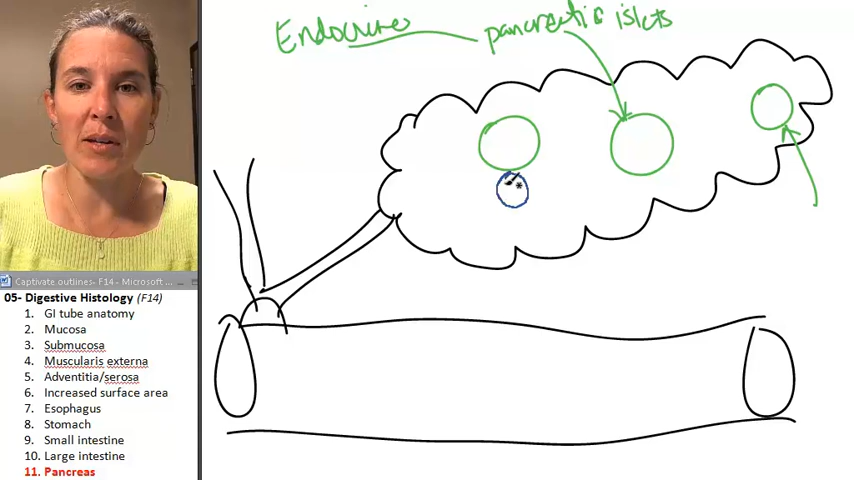 Endocrine pancreatic islets
Captivate.outlines- F14 - Microsoft ...
05- Digestive Histology (F14)
1. GI tube anatomy
2. Mucosa
3. Submucosa
4. Muscularis externa
5. Adventitia/serosa
6. Increased surface area
7. Esophagus
8. Stomach
9. Small intestine
10. Large intestine
11. Pancreas